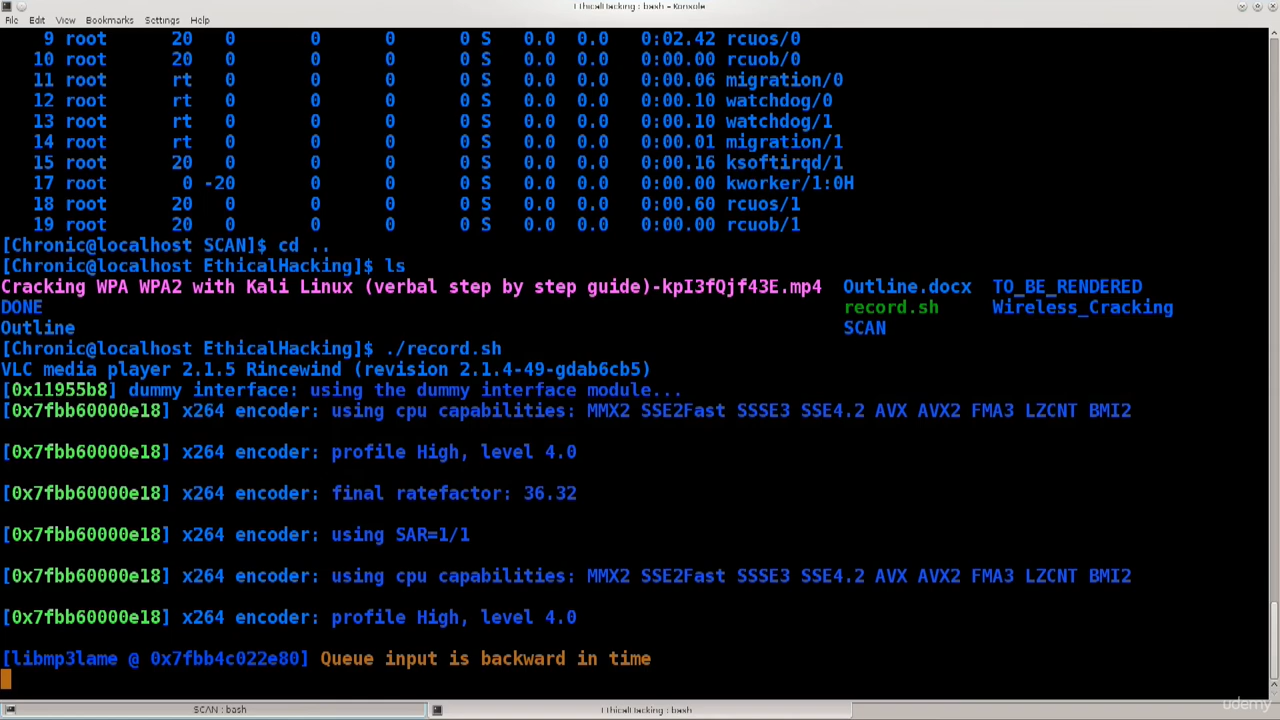 EthicalHacking : bash - Konsole
File Edit View Bookmarks Settings Help
9 root 20 0 0 0 0 S 0.0 0.0 0:02.42 rcuos/0
10 root 20 0 0 0 0 S 0.0 0.0 0:00.00 rcuob/0
11 root rt 0 0 0 0 S 0.0 0.0 0:00.06 migration/0
12 root rt 0 0 0 0 S 0.0 0.0 0:00.10 watchdog/0
13 root rt 0 0 0 0 S 0.0 0.0 0:00.10 watchdog/1
14 root rt 0 0 0 0 S 0.0 0.0 0:00.01 migration/1
15 root 20 0 0 0 0 S 0.0 0.0 0:00.16 ksoftirqd/1
17 root 0 -20 0 0 0 S 0.0 0.0 0:00.00 kworker/1:0H
18 root 20 0 0 0 0 S 0.0 0.0 0:00.60 rcuos/1
19 root 20 0 0 0 0 S 0.0 0.0 0:00.00 rcuob/1
[Chronic@localhost SCAN]$ cd ..
[Chronic@localhost EthicalHacking]$ ls
Cracking WPA WPA2 with Kali Linux (verbal step by step guide)-kpI3fQjf43E.mp4 Outline.docx TO_BE_RENDERED
DONE record.sh Wireless_Cracking
Outline SCAN
[Chronic@localhost EthicalHacking]$ ./record.sh
VLC media player 2.1.5 Rincewind (revision 2.1.4-49-gdab6cb5)
[0x11955b8] dummy interface: using the dummy interface module...
[0x7fbb60000e18] x264 encoder: using cpu capabilities: MMX2 SSE2Fast SSSE3 SSE4.2 AVX AVX2 FMA3 LZCNT BMI2
[0x7fbb60000e18] x264 encoder: profile High, level 4.0
[0x7fbb60000e18] x264 encoder: final ratefactor: 36.32
[0x7fbb60000e18] x264 encoder: using SAR=1/1
[0x7fbb60000e18] x264 encoder: using cpu capabilities: MMX2 SSE2Fast SSSE3 SSE4.2 AVX AVX2 FMA3 LZCNT BMI2
[0x7fbb60000e18] x264 encoder: profile High, level 4.0
[libmp3lame @ 0x7fbb4c022e80] Queue input is backward in time
SCAN : bash EthicalHacking : bash
udemy